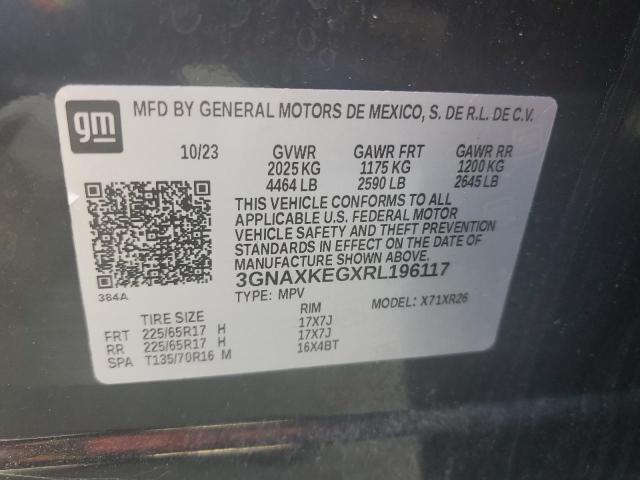 gm
MFD BY GENERAL MOTORS DE MEXICO, S. DE R.L. DE C.V.
10/23 GVWR GAWR FRT GAWR RR
2025 KG 1175 KG 1200 KG
4464 LB 2590 LB 2645 LB
THIS VEHICLE CONFORMS TO ALL
APPLICABLE U.S. FEDERAL MOTOR
VEHICLE SAFETY AND THEFT PREVENTION
STANDARDS IN EFFECT ON THE DATE OF
MANUFACTURE SHOWN ABOVE.
3GNAXKEGXRL196117
384A
TYPE: MPV MODEL: X71XR26
TIRE SIZE RIM
FRT 225/65R17 H 17X7J
RR 225/65R17 H 17X7J
SPA T135/70R16 M 16X4BT